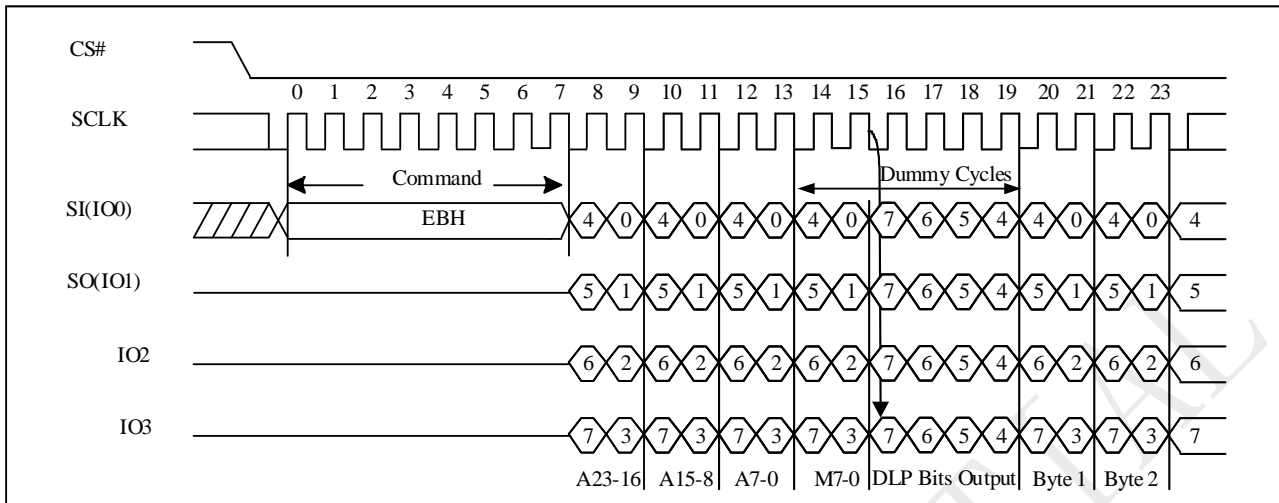 CS#
0 1 2 3 4 5 6 7 8 9 10 11 12 13 14 15 16 17 18 19 20 21 22 23
SCLK
Command
Dummy Cycles
SI(IO0)
EBH
4 0 4 0 4 0 4 0 7 6 5 4 4 0 4 0 4
SO(IO1)
5 1 5 1 5 1 5 1 7 6 5 4 5 1 5 1 5
IO2
6 2 6 2 6 2 6 2 7 6 5 4 6 2 6 2 6
IO3
7 3 7 3 7 3 7 3 7 6 5 4 7 3 7 3 7
A23-16 A15-8 A7-0 M7-0 DLP Bits Output Byte 1 Byte 2
TIAL